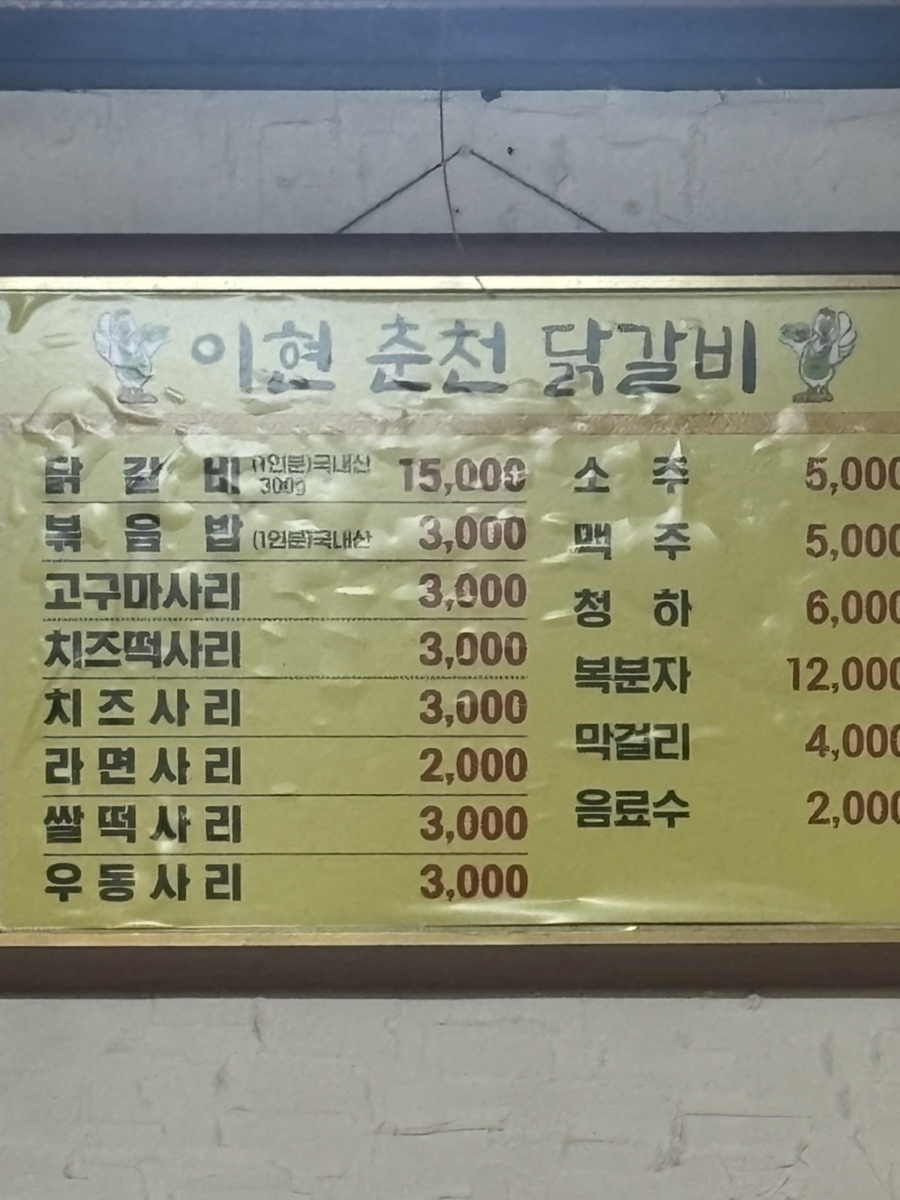 이현 춘천 닭갈비
닭 갈 비 (1인분)국내산 300g 15,000
볶 음 밥 (1인분)국내산 3,000
고구마사리 3,000
치즈떡사리 3,000
치 즈 사 리 3,000
라 면 사 리 2,000
쌀 떡 사 리 3,000
우 동 사 리 3,000
소 주 5,000
맥 주 5,000
청 하 6,000
복분자 12,000
막걸리 4,000
음료수 2,000